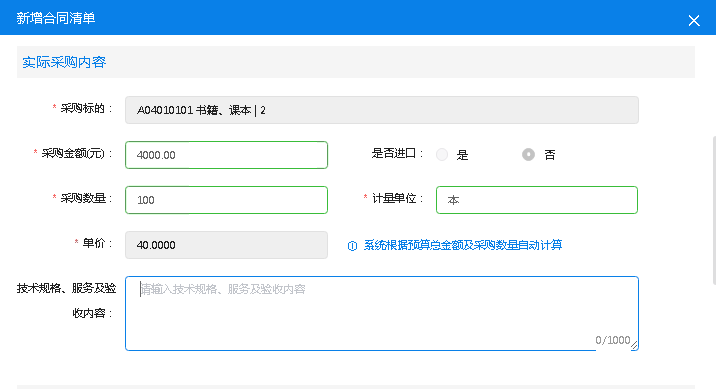 新增合同清单
实际采购内容
* 采购标的： A04010101 书籍、课本 | 2
* 采购金额(元)： 4000.00 是否进口： 是 否
* 采购数量： 100 * 计量单位： 本
* 单价： 40.0000 系统根据预算总金额及采购数量自动计算
技术规格、服务及验 请输入技术规格、服务及验收内容
收内容：
0/1000